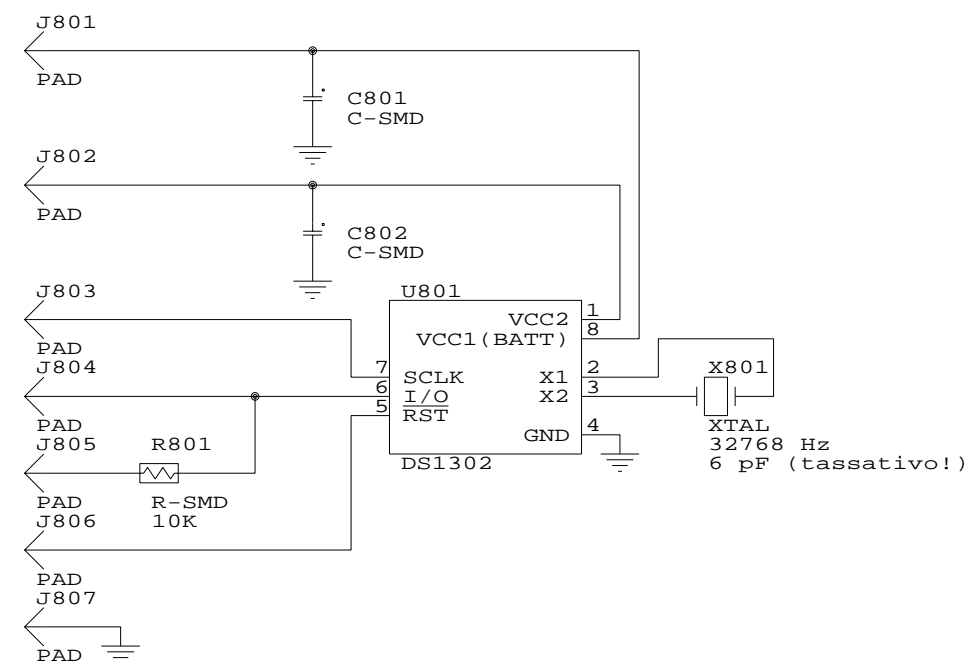 J801
PAD
C801
C-SMD
J802
PAD
C802
C-SMD
J803
PAD
J804
PAD
J805
PAD
R801
R-SMD
10K
J806
PAD
J807
PAD
U801
VCC2
1
VCC1(BATT)
8
7
SCLK
X1
2
6
I/O
X2
3
5
RST
GND
4
DS1302
X801
XTAL
32768 Hz
6 pF (tassativo!)